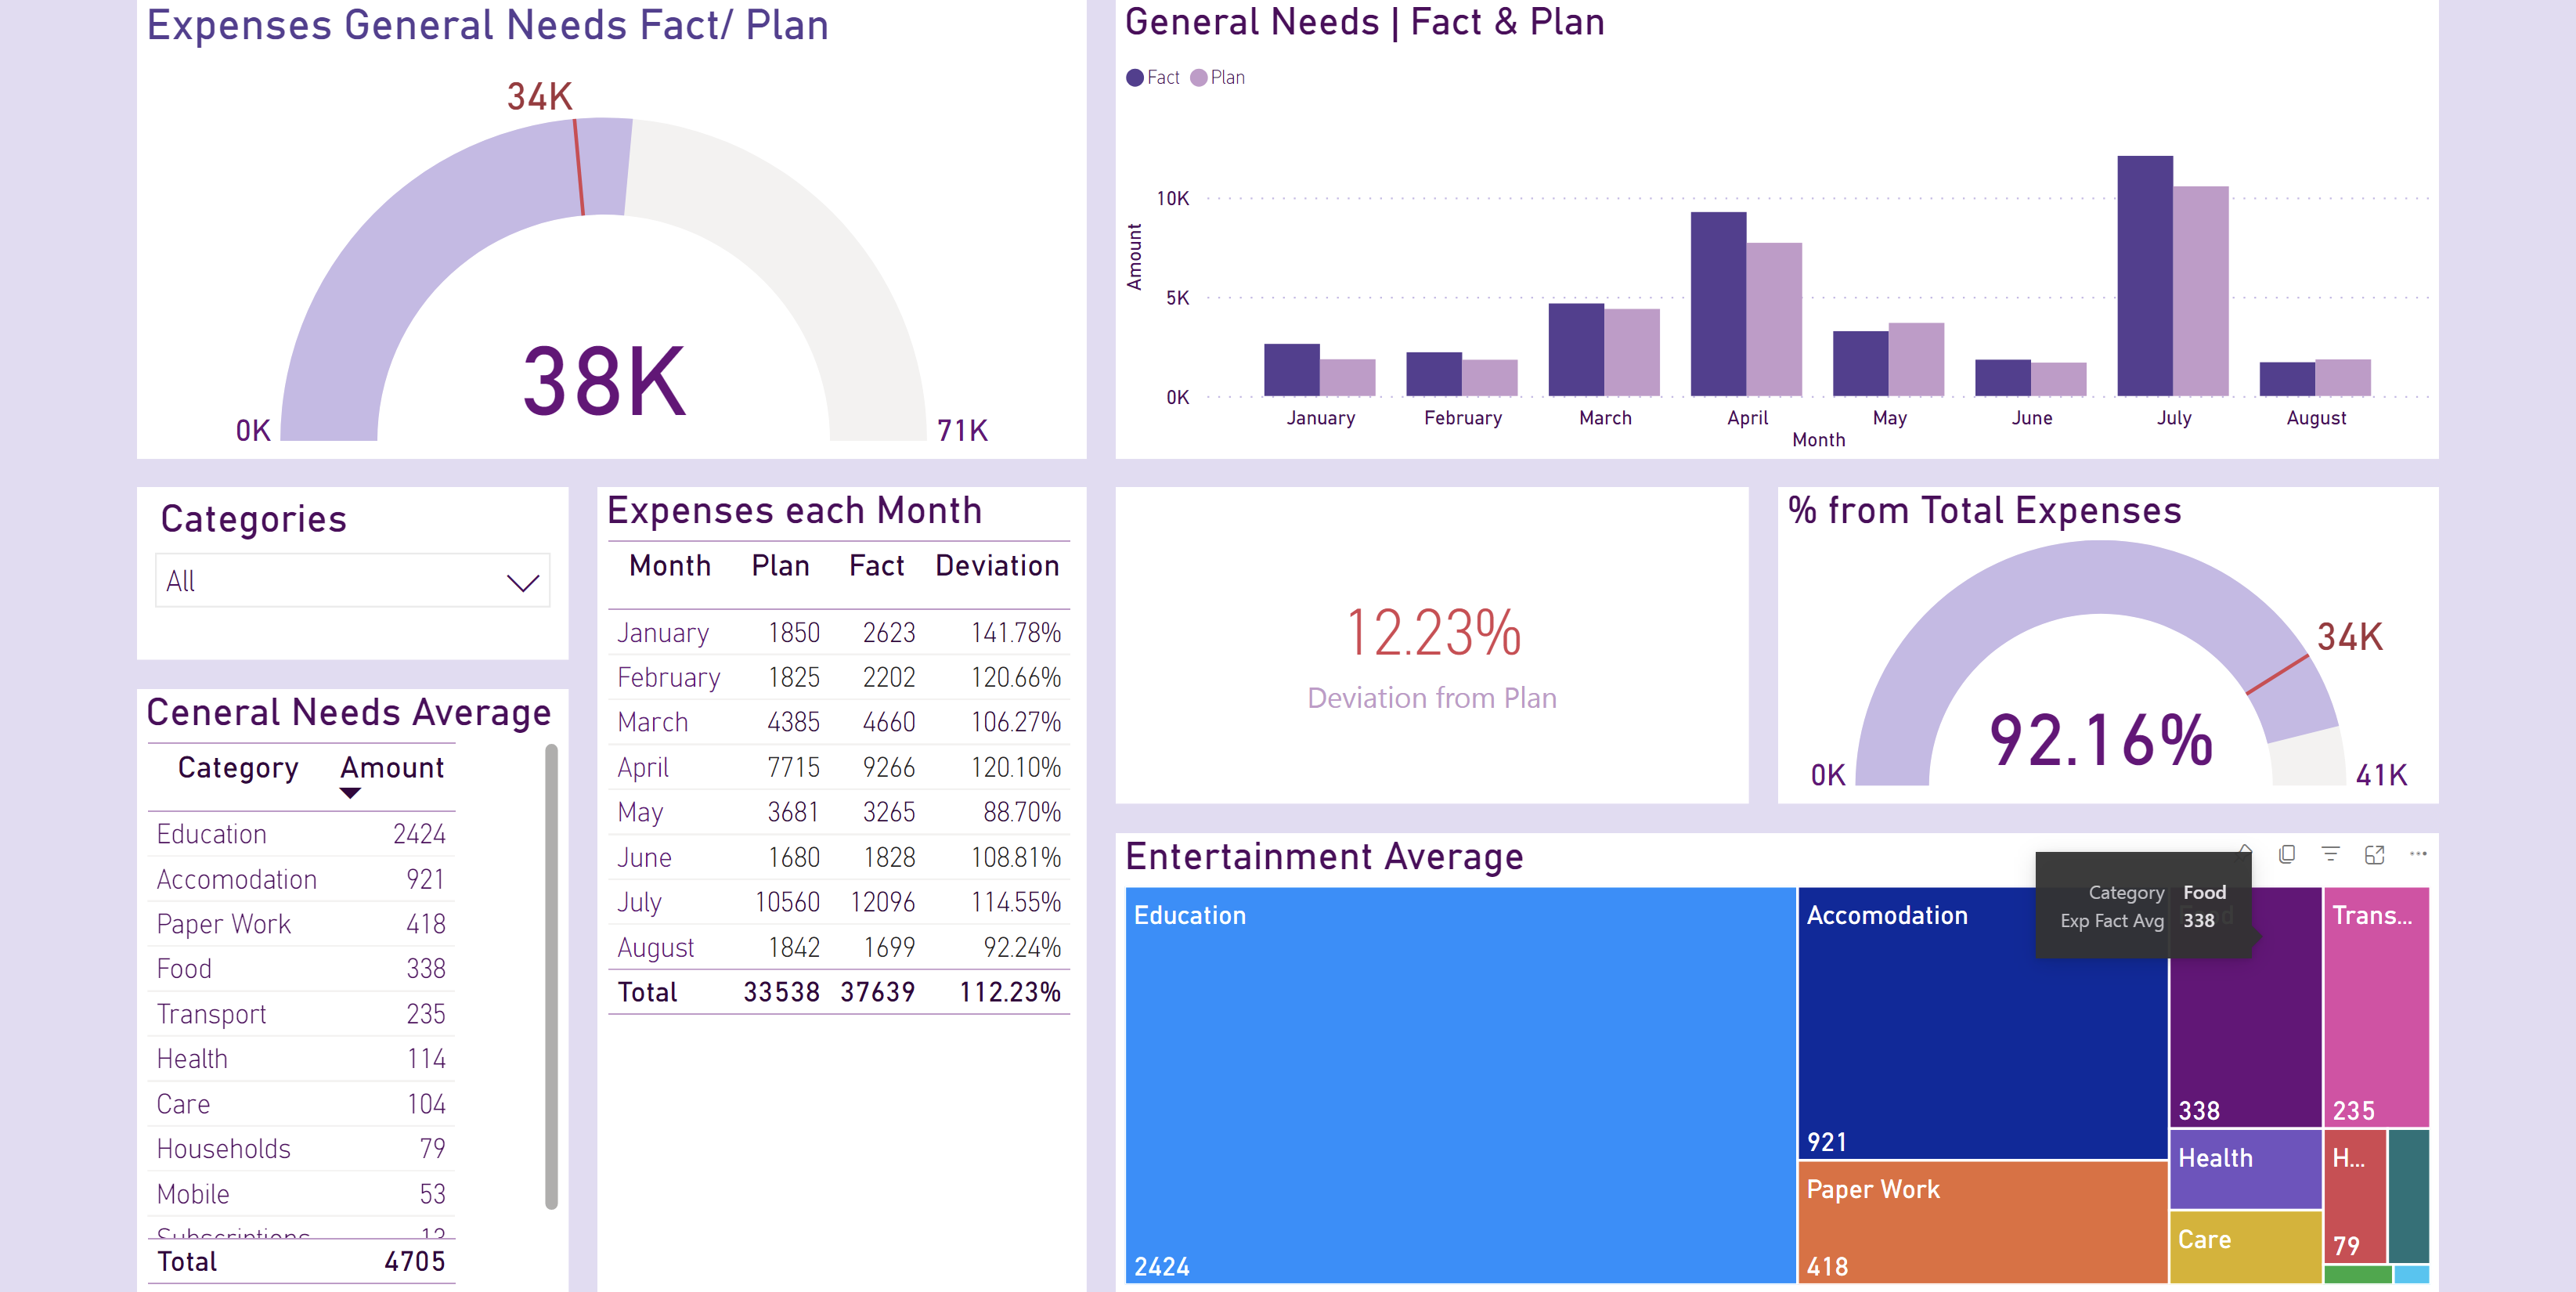 Expenses General Needs Fact/ Plan
34K
38K
0K
71K
General Needs | Fact & Plan
Fact
Plan
10K
5K
0K
Amount
January
February
March
April
May
June
July
August
Month
Categories
All
Ceneral Needs Average
Category Amount
Education 2424
Accomodation 921
Paper Work 418
Food 338
Transport 235
Health 114
Care 104
Households 79
Mobile 53
Subscriptions
Total 4705
Expenses each Month
Month Plan Fact Deviation
January 1850 2623 141.78%
February 1825 2202 120.66%
March 4385 4660 106.27%
April 7715 9266 120.10%
May 3681 3265 88.70%
June 1680 1828 108.81%
July 10560 12096 114.55%
August 1842 1699 92.24%
Total 33538 37639 112.23%
12.23%
Deviation from Plan
% from Total Expenses
34K
92.16%
0K
41K
Entertainment Average
Category Food
Exp Fact Avg 338
Education
2424
Accomodation
921
Paper Work
418
338
Trans...
235
Health
Care
H...
79